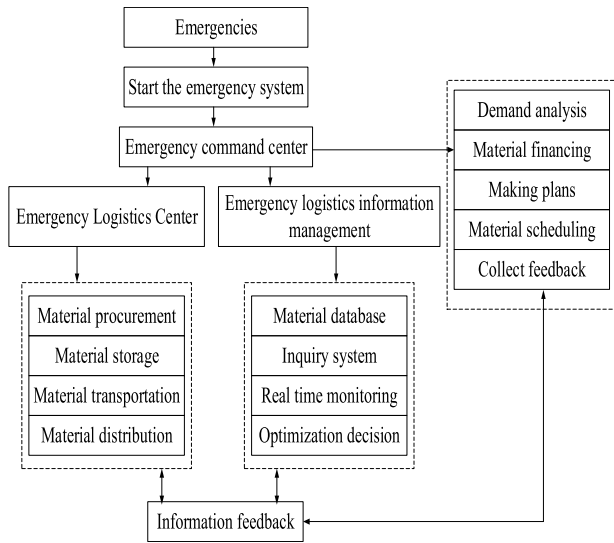 Emergencies
Start the emergency system
Emergency command center
Emergency Logistics Center
Emergency logistics information
management
Demand analysis
Material financing
Making plans
Material scheduling
Collect feedback
Material procurement
Material storage
Material transportation
Material distribution
Material database
Inquiry system
Real time monitoring
Optimization decision
Information feedback